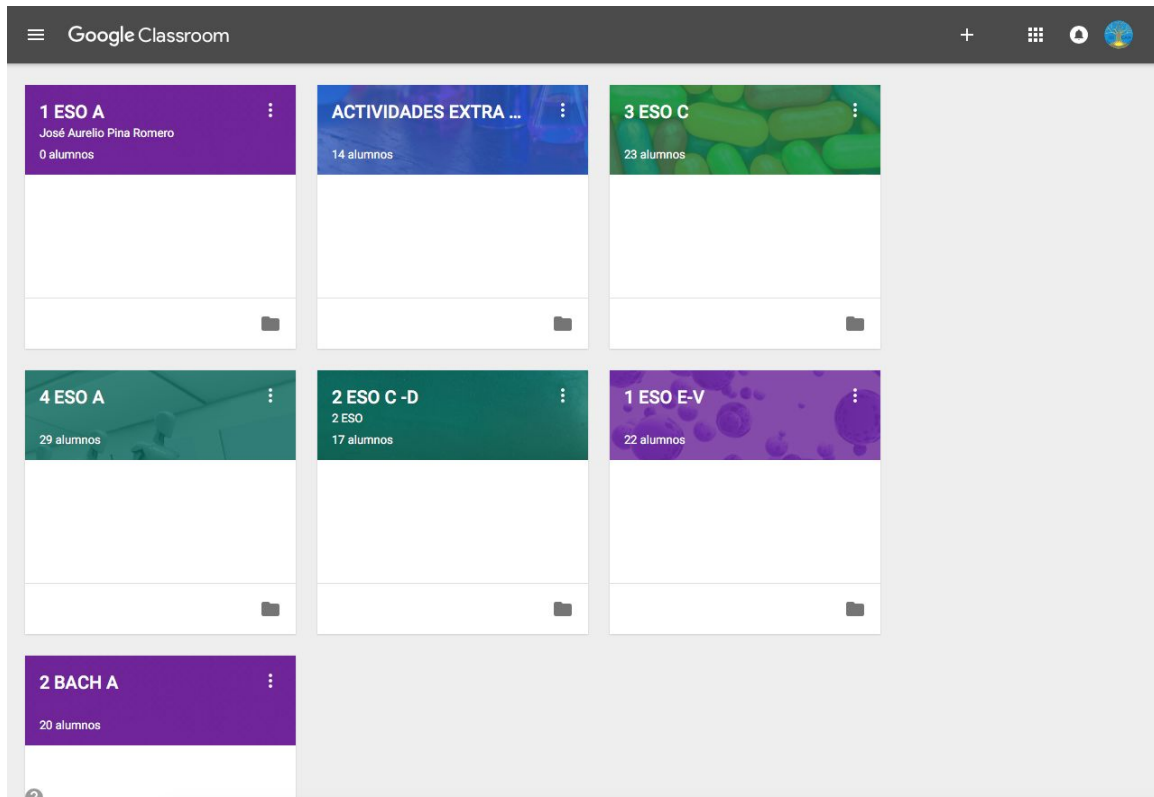 Google Classroom
1 ESO A
José Aurelio Pina Romero
0 alumnos
ACTIVIDADES EXTRA ...
14 alumnos
3 ESO C
23 alumnos
4 ESO A
29 alumnos
2 ESO C -D
2 ESO
17 alumnos
1 ESO E-V
22 alumnos
2 BACH A
20 alumnos